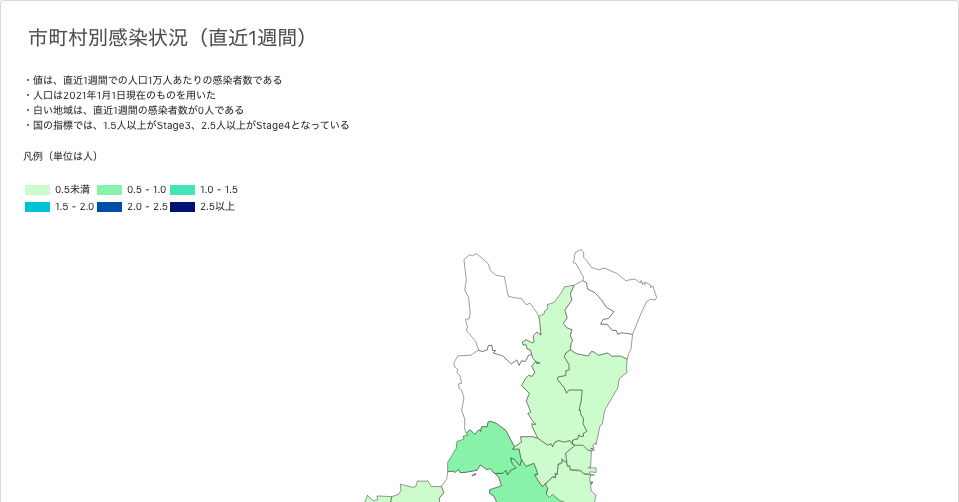 市町村別感染状況（直近1週間）
・値は、直近1週間での人口1万人あたりの感染者数である
・人口は2021年1月1日現在のものを用いた
・白い地域は、直近1週間の感染者数が0人である
・国の指標では、1.5人以上がStage3、2.5人以上がStage4となっている
凡例（単位は人）
0.5未満 0.5 - 1.0 1.0 - 1.5
1.5 - 2.0 2.0 - 2.5 2.5以上